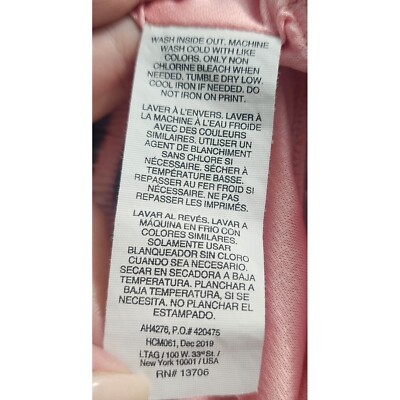 WASH INSIDE OUT. MACHINE
WASH COLD WITH LIKE
COLORS. ONLY NON
CHLORINE BLEACH WHEN
NEEDED. TUMBLE DRY LOW.
COOL IRON IF NEEDED. DO
NOT IRON ON PRINT.
LAVER À L'ENVERS. LAVER À
LA MACHINE À L'EAU FROIDE
AVEC DES COULEURS
SIMILAIRES. UTILISER UN
AGENT DE BLANCHIMENT
SANS CHLORE SI
NÉCESSAIRE. SÉCHER À
TEMPÉRATURE BASSE.
REPASSER AU FER FROID SI
NÉCESSAIRE. NE PAS
REPASSER LES IMPRIMÉS.
LAVAR AL REVÉS. LAVAR A
MÁQUINA EN FRIO CON
COLORES SIMILARES.
SOLAMENTE USAR
BLANQUEADOR SIN CLORO
CUANDO SEA NECESARIO.
SECAR EN SECADORA A BAJA
TEMPERATURA. PLANCHAR A
BAJA TEMPERATURA, SI SE
NECESITA. NO PLANCHAR EL
ESTAMPADO.
AH4276, P.O.# 420475
HCM061, Dec 2019
I.TAG / 100 W. 33rd St. /
New York 10001 / USA
RN# 13706